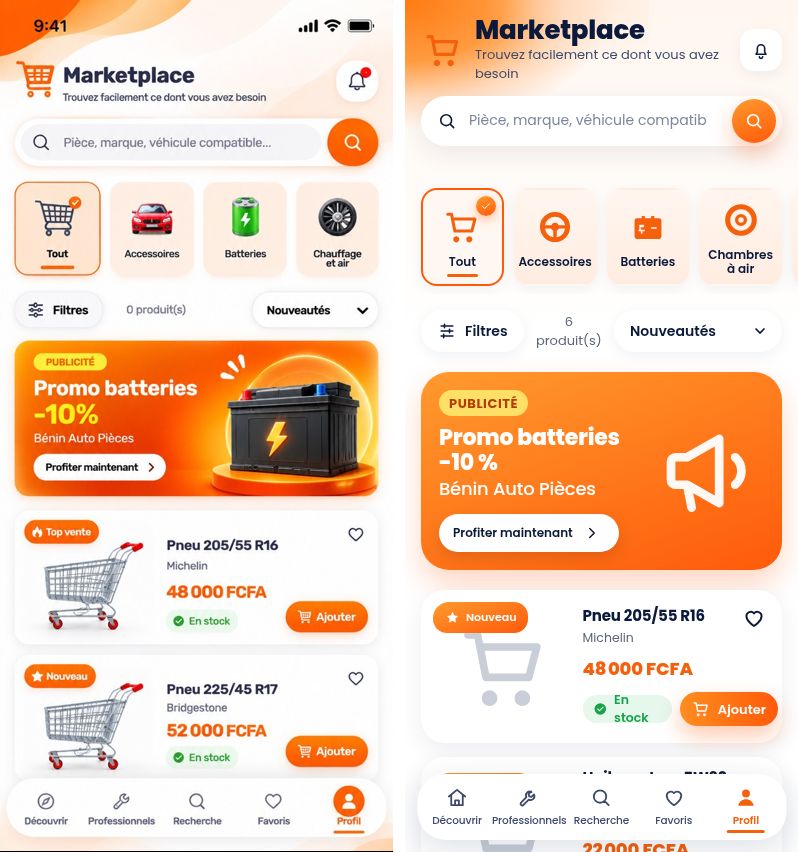 9:41
Marketplace
Trouvez facilement ce dont vous avez besoin
Pièce, marque, véhicule compatible...
Tout
Accessoires
Batteries
Chauffage
et air
Filtres
0 produit(s)
Nouveautés
PUBLICITÉ
Promo batteries
-10%
Bénin Auto Pièces
Profiter maintenant
Top vente
Pneu 205/55 R16
Michelin
48 000 FCFA
En stock
Ajouter
Nouveau
Pneu 225/45 R17
Bridgestone
52 000 FCFA
En stock
Ajouter
Découvrir
Professionnels
Recherche
Favoris
Profil
Marketplace
Trouvez facilement ce dont vous avez
besoin
Pièce, marque, véhicule compatib
Tout
Accessoires
Batteries
Chambres
à air
Filtres
6
produit(s)
Nouveautés
PUBLICITÉ
Promo batteries
-10 %
Bénin Auto Pièces
Profiter maintenant
Nouveau
Pneu 205/55 R16
Michelin
48 000 FCFA
En
stock
Ajouter
Découvrir
Professionnels
Recherche
Favoris
Profil
22 000 FCFA